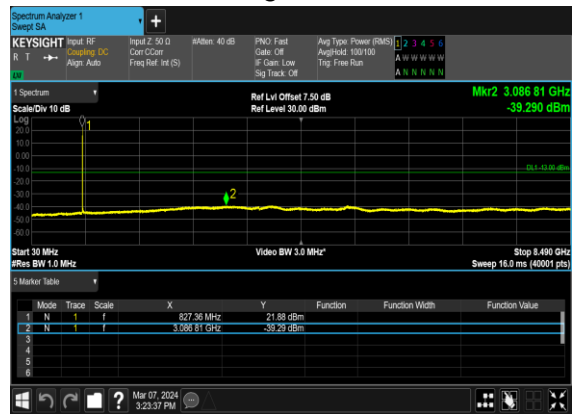 Spectrum Analyzer 1
Swept SA
KEYSIGHT Input: RF Input Z: 50 Ω #Atten: 40 dB PNO: Fast Avg Type: Power (RMS) 1 2 3 4 5 6
R T Coupling: DC Corr CCorr Gate: Off Avg|Hold: 100/100 A W W W W W
Align: Auto Freq Ref: Int (S) IF Gain: Low Trig: Free Run
LXI Sig Track: Off A N N N N N
1 Spectrum Ref Lvl Offset 7.50 dB Mkr2 3.086 81 GHz
Scale/Div 10 dB Ref Level 30.00 dBm -39.290 dBm
Log
20.0
1
10.0
0.00
-10.0
DL1 -13.00 dBm
-20.0
-30.0
2
-40.0
-50.0
-60.0
Start 30 MHz Video BW 3.0 MHz* Stop 8.490 GHz
#Res BW 1.0 MHz Sweep 16.0 ms (40001 pts)
5 Marker Table
Mode Trace Scale X Y Function Function Width Function Value
1 N 1 f 827.36 MHz 21.88 dBm
2 N 1 f 3.086 81 GHz -39.29 dBm
3
4
5
6
Mar 07, 2024
3:23:37 PM